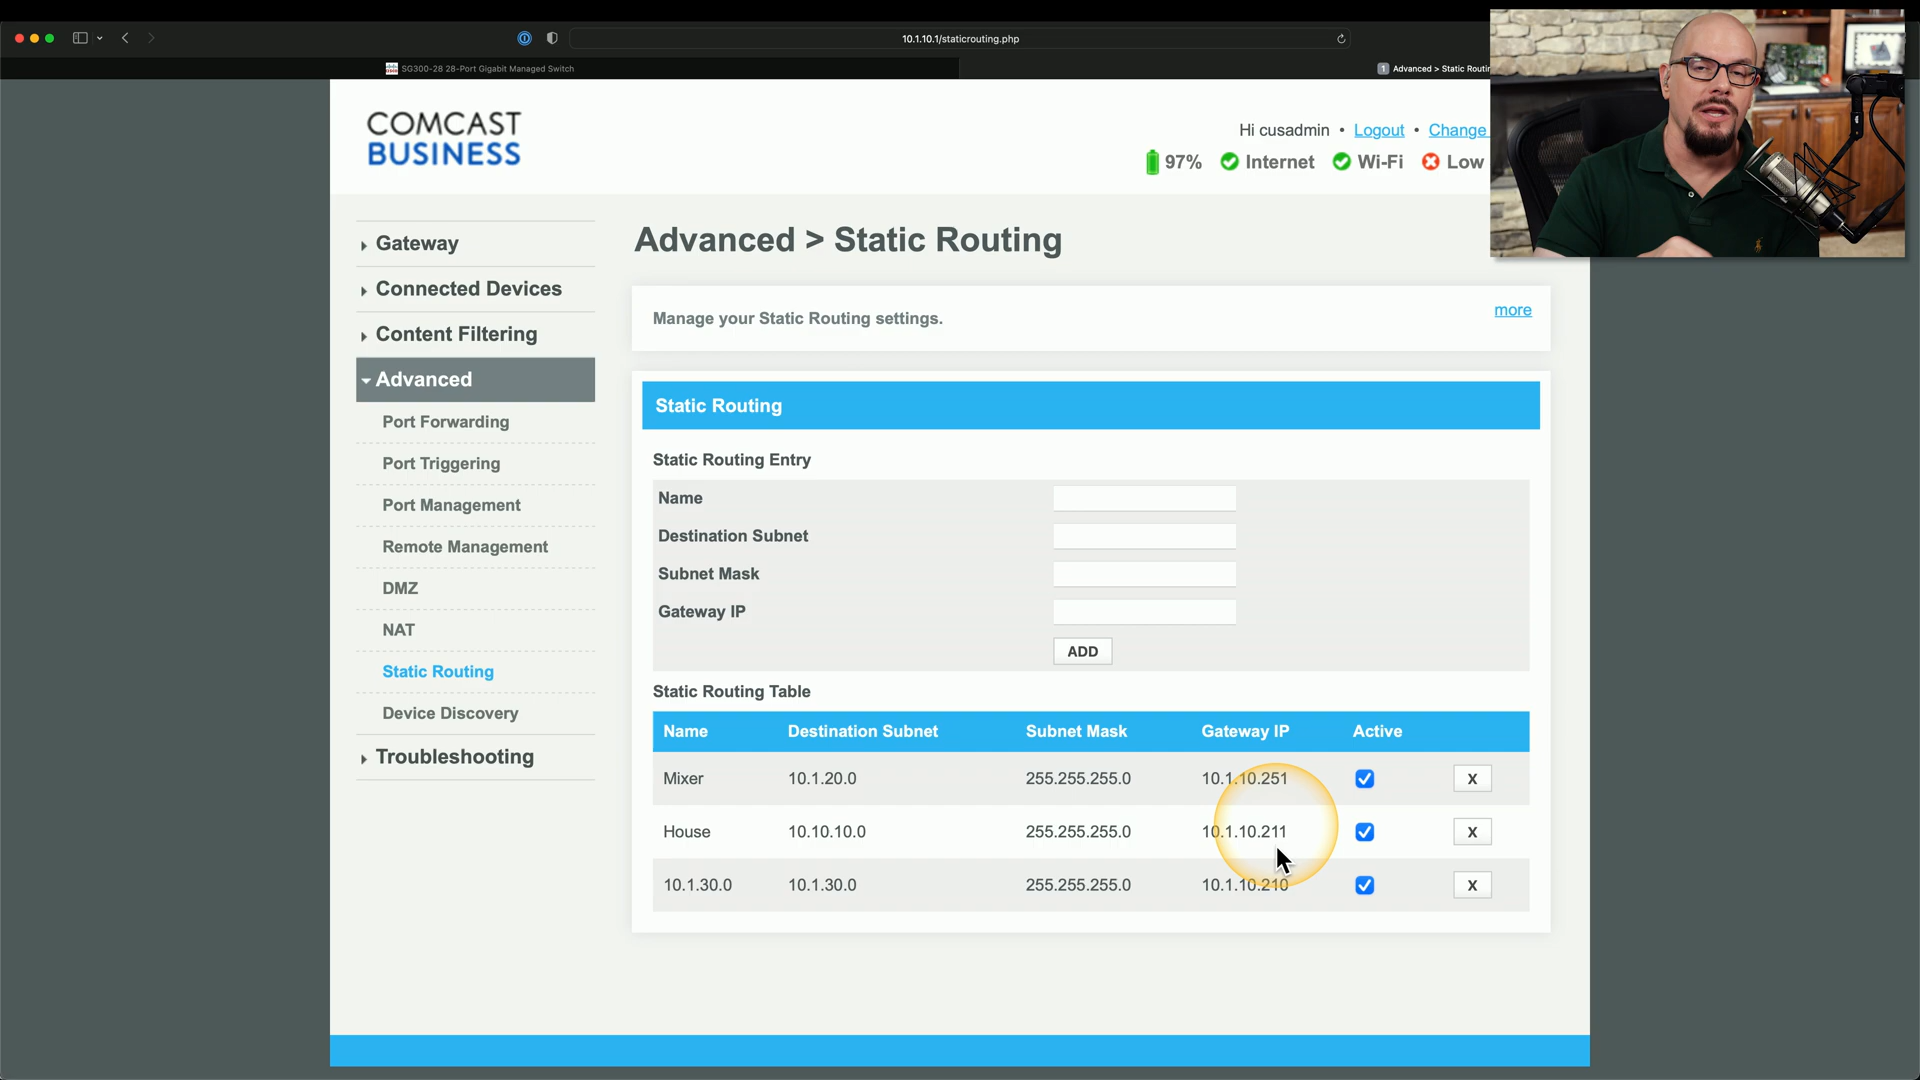 10.1.10.1/staticrouting.php
SG300-28 28-Port Gigabit Managed Switch
1 Advanced > Static Routin
COMCAST
BUSINESS
Hi cusadmin • Logout • Change
97% Internet Wi-Fi Low
Gateway
Connected Devices
Content Filtering
Advanced
Port Forwarding
Port Triggering
Port Management
Remote Management
DMZ
NAT
Static Routing
Device Discovery
Troubleshooting
Advanced > Static Routing
Manage your Static Routing settings.
more
Static Routing
Static Routing Entry
Name
Destination Subnet
Subnet Mask
Gateway IP
ADD
Static Routing Table
Name Destination Subnet Subnet Mask Gateway IP Active
Mixer 10.1.20.0 255.255.255.0 10.1.10.251 X
House 10.10.10.0 255.255.255.0 10.1.10.211 X
10.1.30.0 10.1.30.0 255.255.255.0 10.1.10.210 X